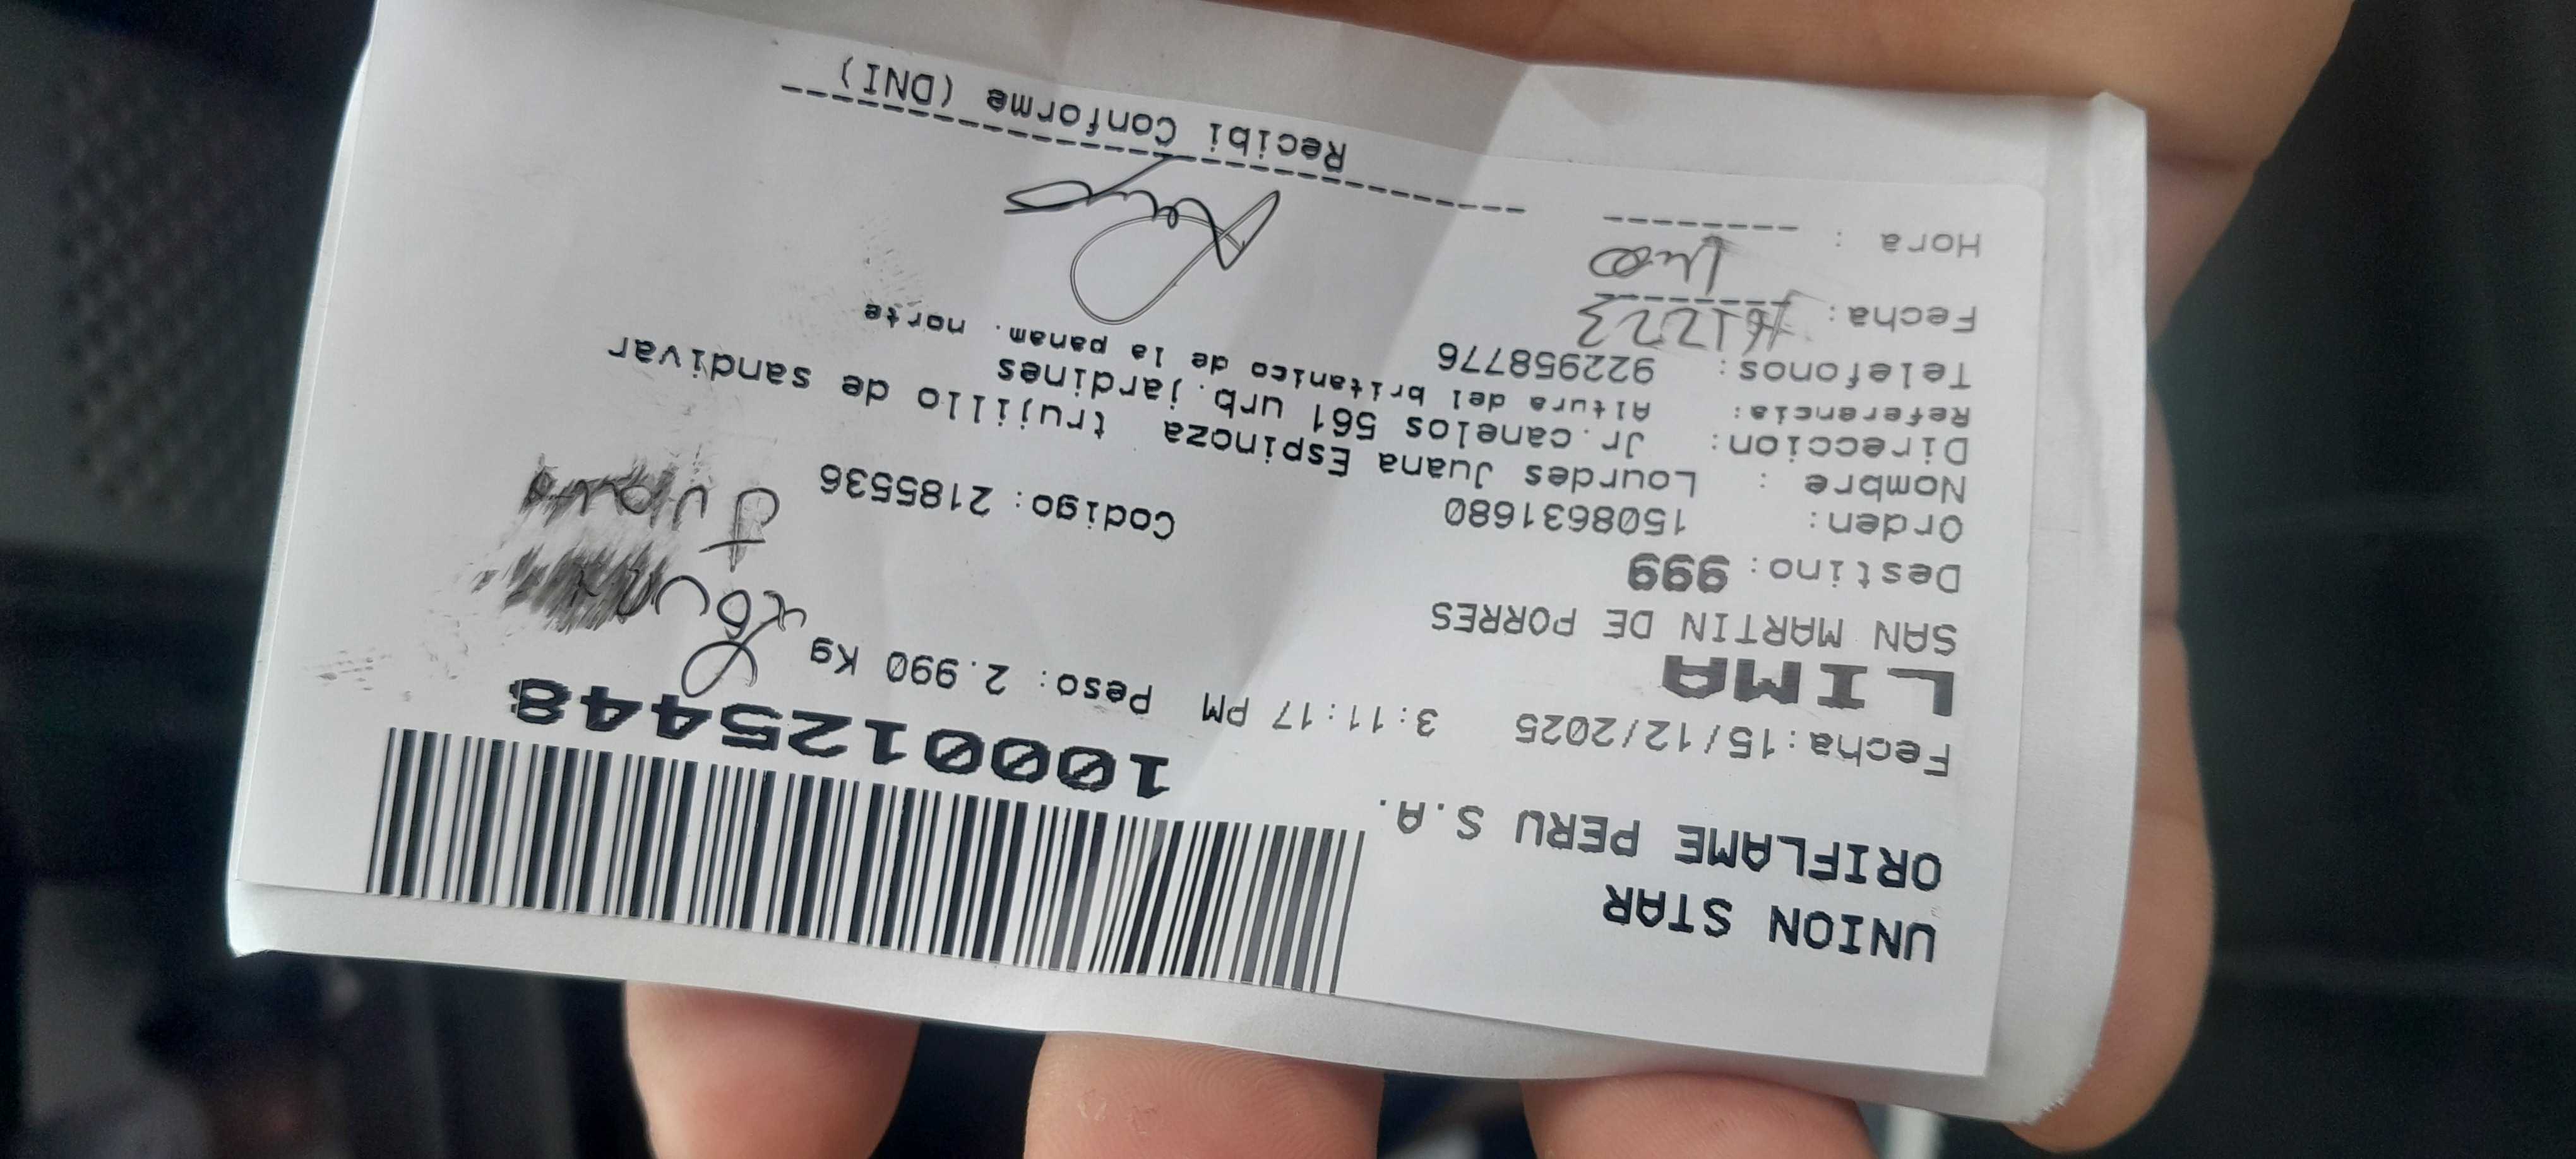 UNION STAR
ORIFLAME PERU S.A.
1000125448
Fecha:15/12/2025 3:11:17 PM Peso: 2.990 Kg
LIMA
SAN MARTIN DE PORRES
Destino: 999
Orden: 1508631680 Codigo: 2185536
Nombre : Lourdes Juana Espinoza trujillo de sandivar
Direccion: Jr.canelos 561 urb.jardines
Referencia: Altura del britanico de la panam. norte
Telefonos: 922958776
Fecha:
Hora :
Recibi Conforme (DNI)